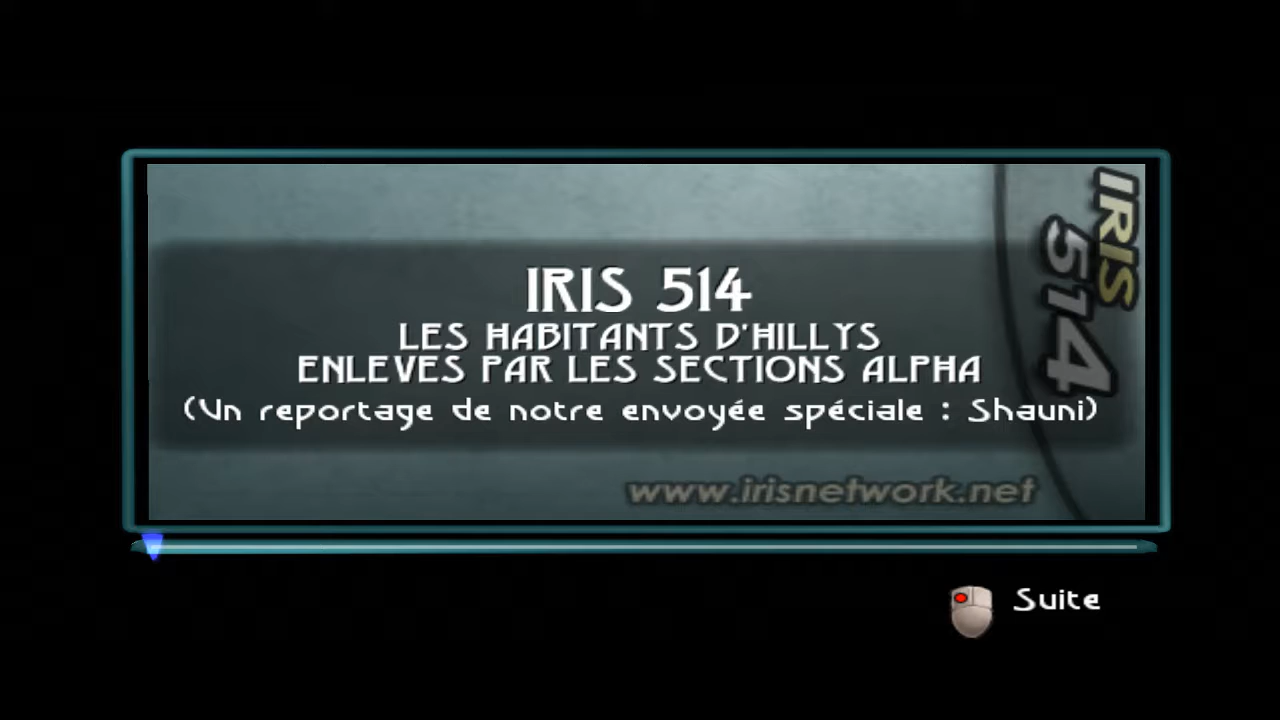 IRIS
514
IRIS 514
LES HABITANTS D'HILLYS
ENLEVES PAR LES SECTIONS ALPHA
(Un reportage de notre envoyée spéciale : Shauni)
www.irisnetwork.net
Suite